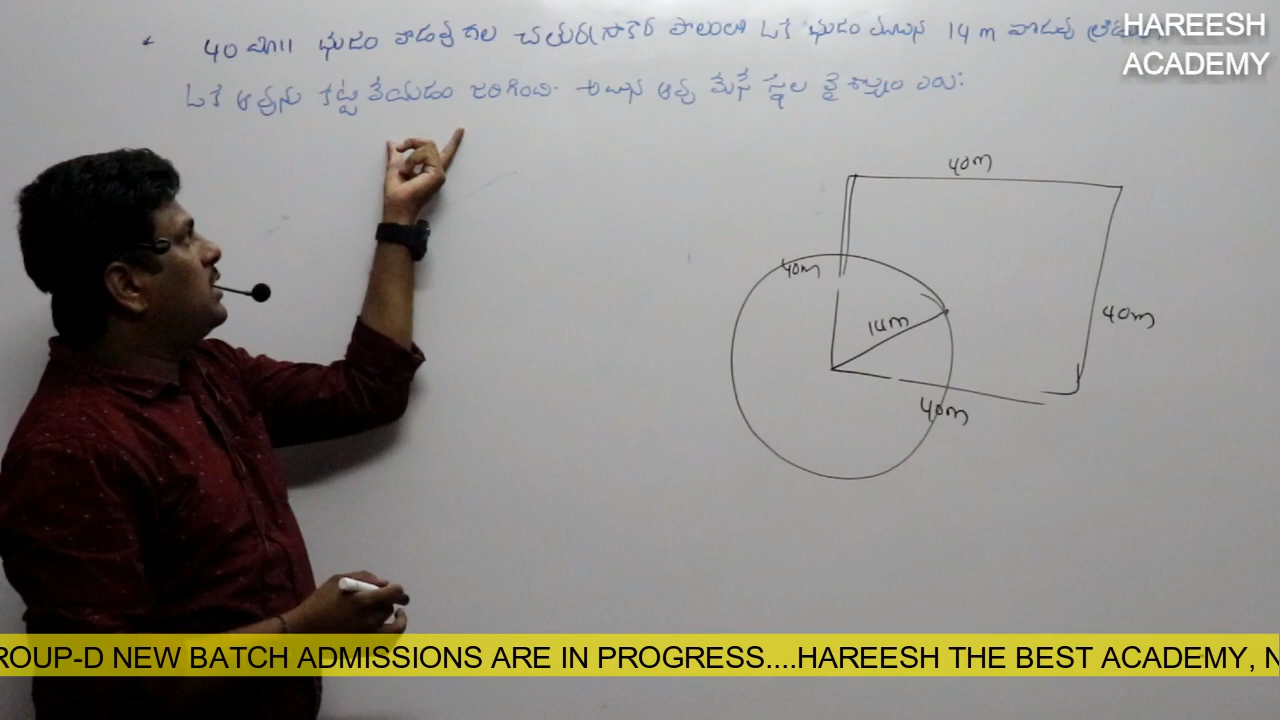 * 40 మీ॥ భుజం పొడవు గల చతురస్రాకార పొలంలో ఒక భుజం మూలన 14 m పొడవు
ఒక ఆవును కట్టి వేయడం జరిగింది. అయిన ఆవు మేసే స్థల వైశాల్యం ఎంత:
HAREESH
ACADEMY
40m
40m
14m
40m
40m
ROUP-D NEW BATCH ADMISSIONS ARE IN PROGRESS....HAREESH THE BEST ACADEMY, N